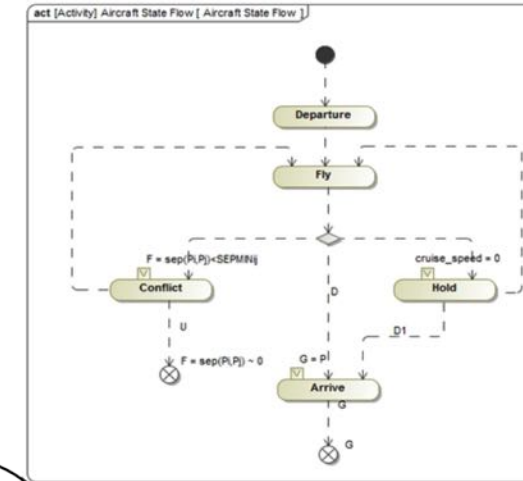 act [Activity] Aircraft State Flow [ Aircraft State Flow ]
Departure
Fly
F = sep(Pi,Pj)<SEPMINij
cruise_speed = 0
V
Conflict
V
Hold
D
U
D1
F = sep(Pi,Pj) ~ 0
G = P
V
Arrive
G
G